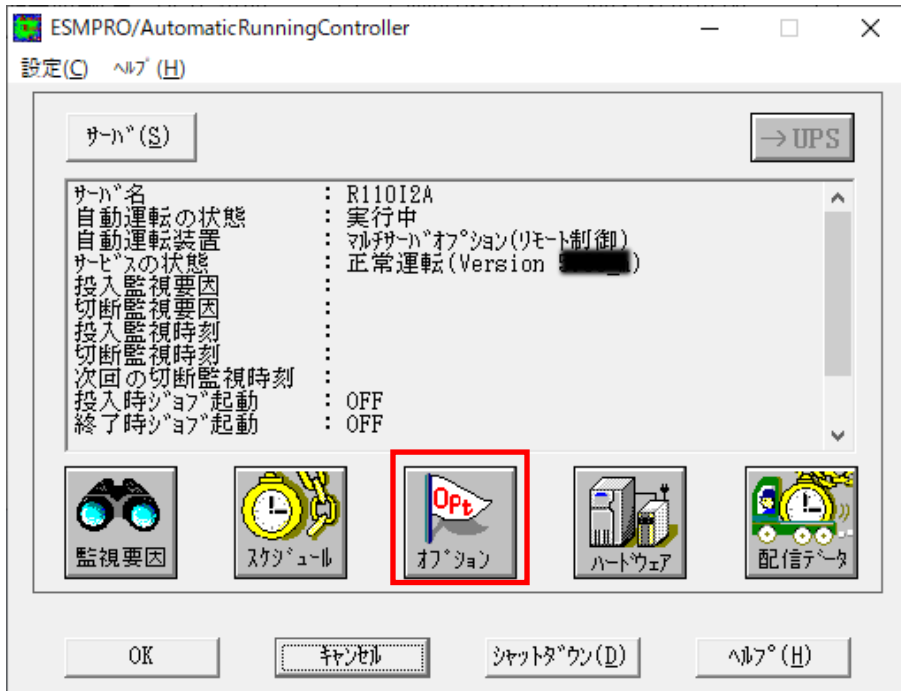 ESMPRO/AutomaticRunningController
設定(C) ヘルプ(H)
サーバ(S) →UPS
サーバ名 : R110I2A
自動運転の状態 : 実行中
自動運転装置 : マルチサーバオプション(リモート制御)
サービスの状態 : 正常運転(Version )
投入監視要因 :
切断監視要因 :
投入監視時刻 :
切断監視時刻 :
次回の切断監視時刻 :
投入時ジョブ起動 : OFF
終了時ジョブ起動 : OFF
Opt
監視要因 スケジュール オプション ハードウェア 配信データ
OK キャンセル シャットダウン(D) ヘルプ(H)